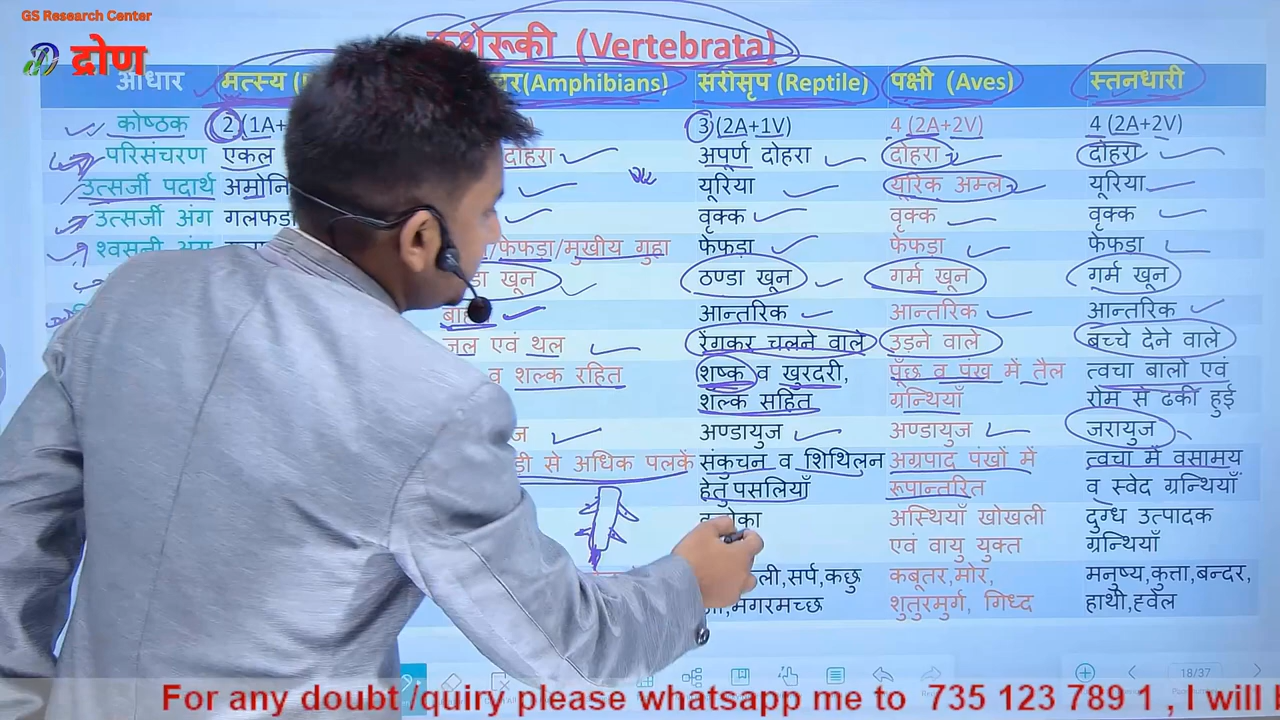 GS Research Center
द्रोण
कशेरूकी (Vertebrata)
आधार मत्स्य ( (Amphibians) सरीसृप (Reptile) पक्षी (Aves) स्तनधारी
कोष्ठक 2 (1A+ 3 (2A+1V) 4 (2A+2V) 4 (2A+2V)
परिसंचरण एकल दोहरा अपूर्ण दोहरा दोहरा दोहरा
उत्सर्जी पदार्थ अमोनि यूरिया यूरिक अम्ल यूरिया
उत्सर्जी अंग गलफड़ा वृक्क वृक्क वृक्क
श्वसनी अंग /फेफड़ा/मुखीय गुहा फेफड़ा फेफड़ा फेफड़ा
डा खून ठण्डा खून गर्म खून गर्म खून
बाह आन्तरिक आन्तरिक आन्तरिक
जल एवं थल रेंगकर चलने वाले उड़ने वाले बच्चे देने वाले
व शल्क रहित शष्क व खुरदरी, पूँछ व पंख में तैल त्वचा बालो एवं
शल्क सहित ग्रन्थियाँ रोम से ढकी हुई
ज अण्डायुज अण्डायुज जरायुज
ड़ी से अधिक पलकें संकुचन व शिथिलन अग्रपाद पंखों में त्वचा में वसामय
हेतु पसलियाँ रूपान्तरित व स्वेद ग्रन्थियाँ
अस्थियाँ खोखली दुग्ध उत्पादक
एवं वायु युक्त ग्रन्थियाँ
ली,सर्प,कछु कबूतर,मोर, मनुष्य,कुत्ता,बन्दर,
,मगरमच्छ शुतुरमुर्ग, गिध्द हाथी,ह्वेल
18/37
For any doubt /quiry please whatsapp me to 735 123 789 1 , I will